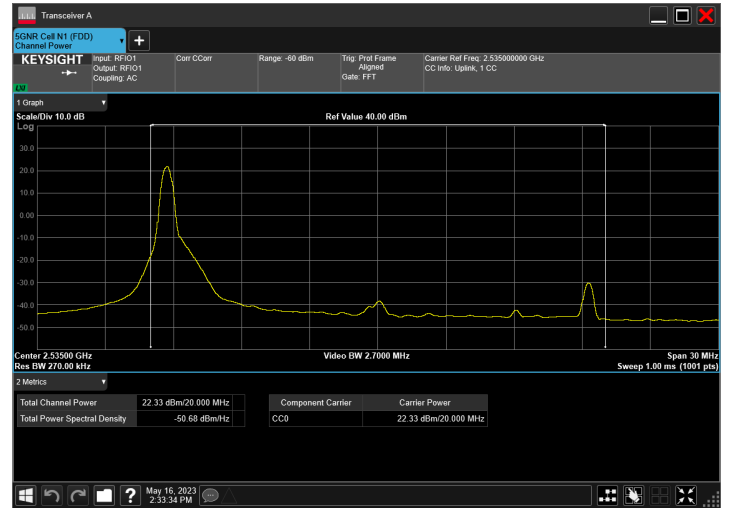 Transceiver A
5GNR Cell N1 (FDD)
Channel Power
KEYSIGHT
LXI
Input: RFIO1
Output: RFIO1
Coupling: AC
Corr CCorr
Range: -60 dBm
Trig: Prot Frame
Aligned
Gate: FFT
Carrier Ref Freq: 2.535000000 GHz
CC Info: Uplink, 1 CC
1 Graph
Scale/Div 10.0 dB
Ref Value 40.00 dBm
Log
30.0
20.0
10.0
0.00
-10.0
-20.0
-30.0
-40.0
-50.0
Center 2.53500 GHz
Video BW 2.7000 MHz
Span 30 MHz
Res BW 270.00 kHz
Sweep 1.00 ms (1001 pts)
2 Metrics
Total Channel Power 22.33 dBm/20.000 MHz
Total Power Spectral Density -50.68 dBm/Hz
Component Carrier Carrier Power
CC0 22.33 dBm/20.000 MHz
May 16, 2023
2:33:34 PM